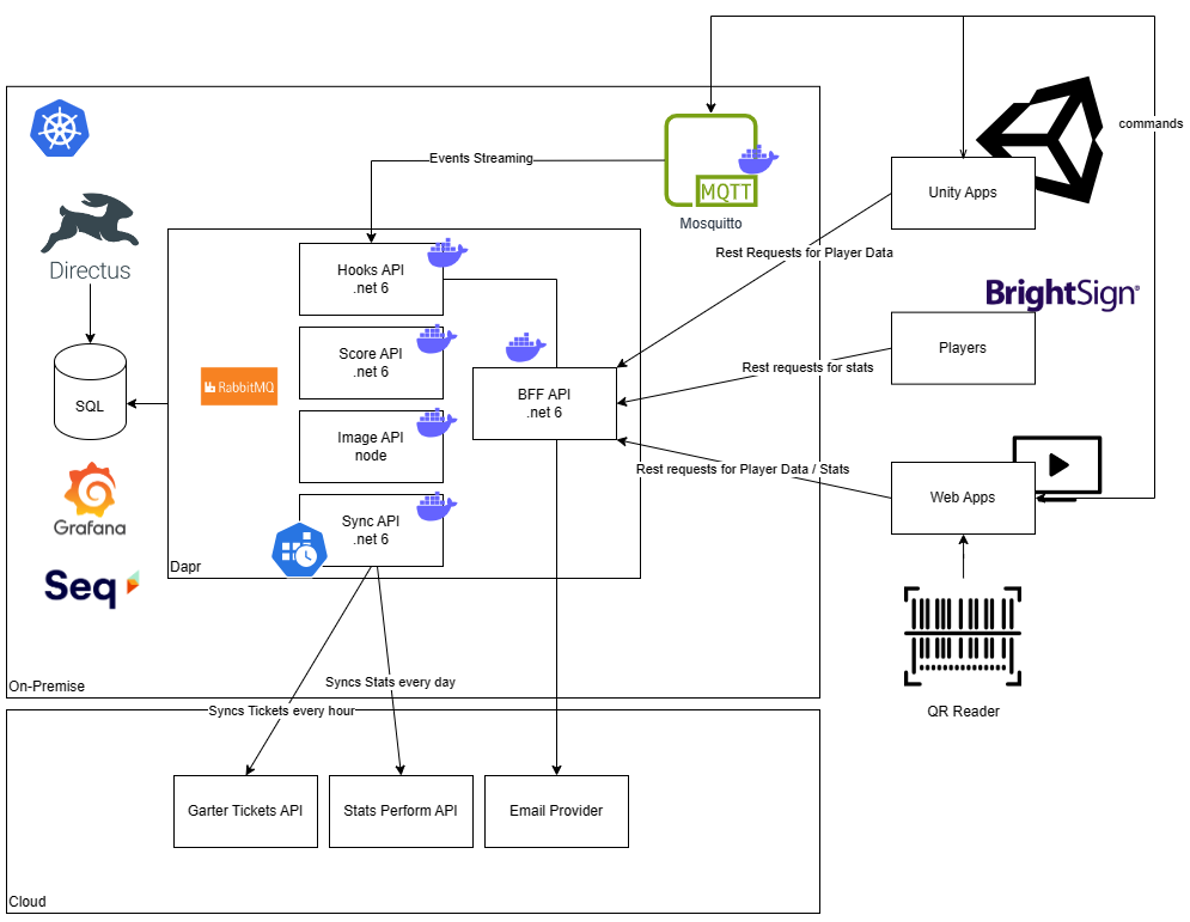 commands
MQTT
Mosquitto
Events Streaming
Unity Apps
Directus
Rest Requests for Player Data
Hooks API
.net 6
BrightSign®
Score API
.net 6
Players
Rest requests for stats
RabbitMQ
SQL
BFF API
.net 6
Image API
node
Rest requests for Player Data / Stats
Web Apps
Grafana
Sync API
.net 6
Dapr
Seq
Syncs Stats every day
On-Premise
Syncs Tickets every hour
QR Reader
Garter Tickets API
Stats Perform API
Email Provider
Cloud